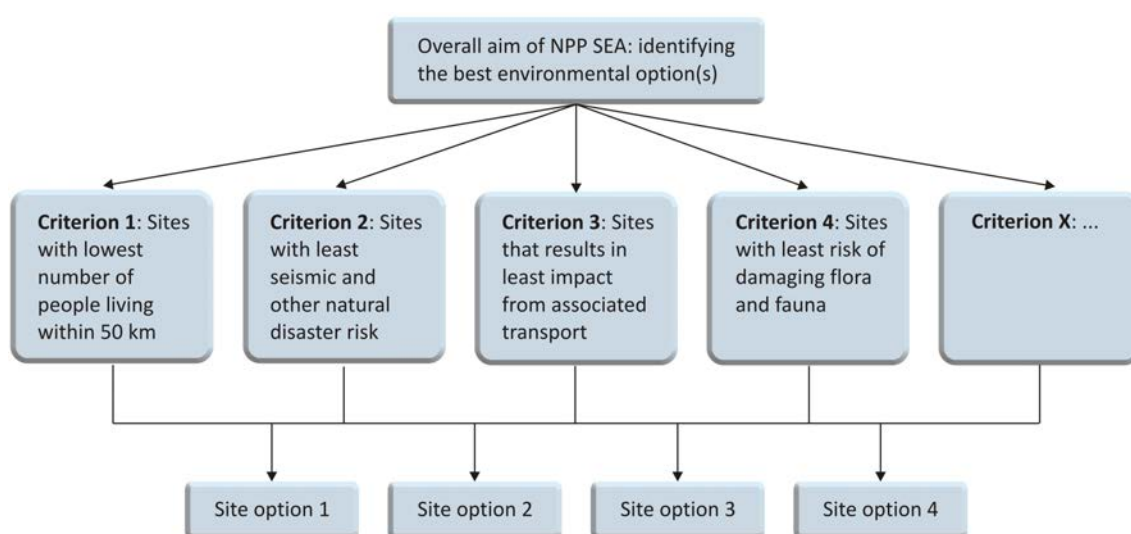 Overall aim of NPP SEA: identifying
the best environmental option(s)
Criterion 1: Sites
with lowest
number of
people living
within 50 km
Criterion 2: Sites
with least
seismic and
other natural
disaster risk
Criterion 3: Sites
that results in
least impact
from associated
transport
Criterion 4: Sites
with least risk of
damaging flora
and fauna
Criterion X: ...
Site option 1
Site option 2
Site option 3
Site option 4